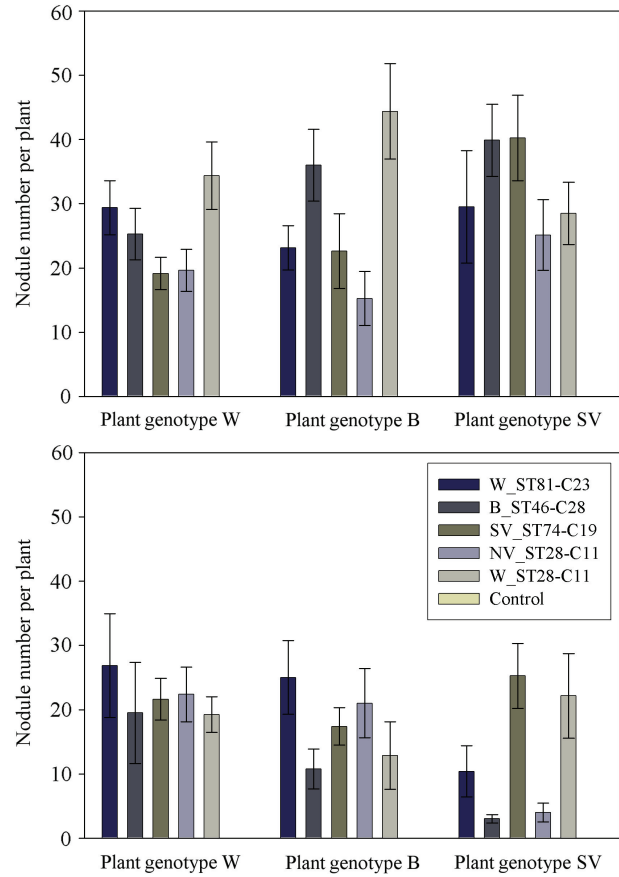 60
50
40
30
20
10
0
Nodule number per plant
Plant genotype W
Plant genotype B
Plant genotype SV
60
50
40
30
20
10
0
Nodule number per plant
W_ST81-C23
B_ST46-C28
SV_ST74-C19
NV_ST28-C11
W_ST28-C11
Control
Plant genotype W
Plant genotype B
Plant genotype SV